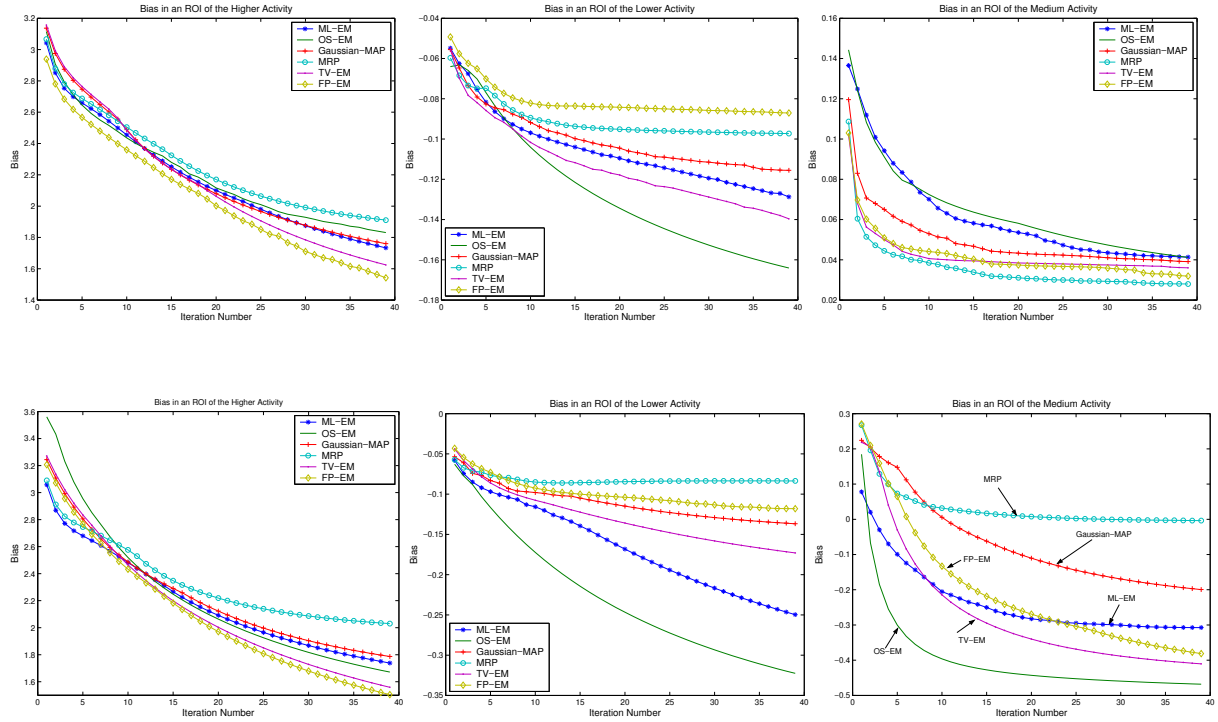 Bias in an ROI of the Higher Activity
3.2
3
2.8
2.6
2.4
2.2
2
1.8
1.6
1.4
Bias
ML−EM
OS−EM
Gaussian−MAP
MRP
TV−EM
FP−EM
0 5 10 15 20 25 30 35 40
Iteration Number
Bias in an ROI of the Lower Activity
−0.04
−0.06
−0.08
−0.1
−0.12
−0.14
−0.16
−0.18
Bias
ML−EM
OS−EM
Gaussian−MAP
MRP
TV−EM
FP−EM
0 5 10 15 20 25 30 35 40
Iteration Number
Bias in an ROI of the Medium Activity
0.16
0.14
0.12
0.1
0.08
0.06
0.04
0.02
Bias
ML−EM
OS−EM
Gaussian−MAP
MRP
TV−EM
FP−EM
0 5 10 15 20 25 30 35 40
Iteration Number
Bias in an ROI of the Higher Activity
3.6
3.4
3.2
3
2.8
2.6
2.4
2.2
2
1.8
1.6
Bias
ML−EM
OS−EM
Gaussian−MAP
MRP
TV−EM
FP−EM
0 5 10 15 20 25 30 35 40
Iteration Number
Bias in an ROI of the Lower Activity
0
−0.05
−0.1
−0.15
−0.2
−0.25
−0.3
−0.35
Bias
ML−EM
OS−EM
Gaussian−MAP
MRP
TV−EM
FP−EM
0 5 10 15 20 25 30 35 40
Iteration Number
Bias in an ROI of the Medium Activity
0.3
0.2
0.1
0
−0.1
−0.2
−0.3
−0.4
−0.5
Bias
MRP
Gaussian−MAP
FP−EM
ML−EM
TV−EM
OS−EM
0 5 10 15 20 25 30 35 40
Iteration Number